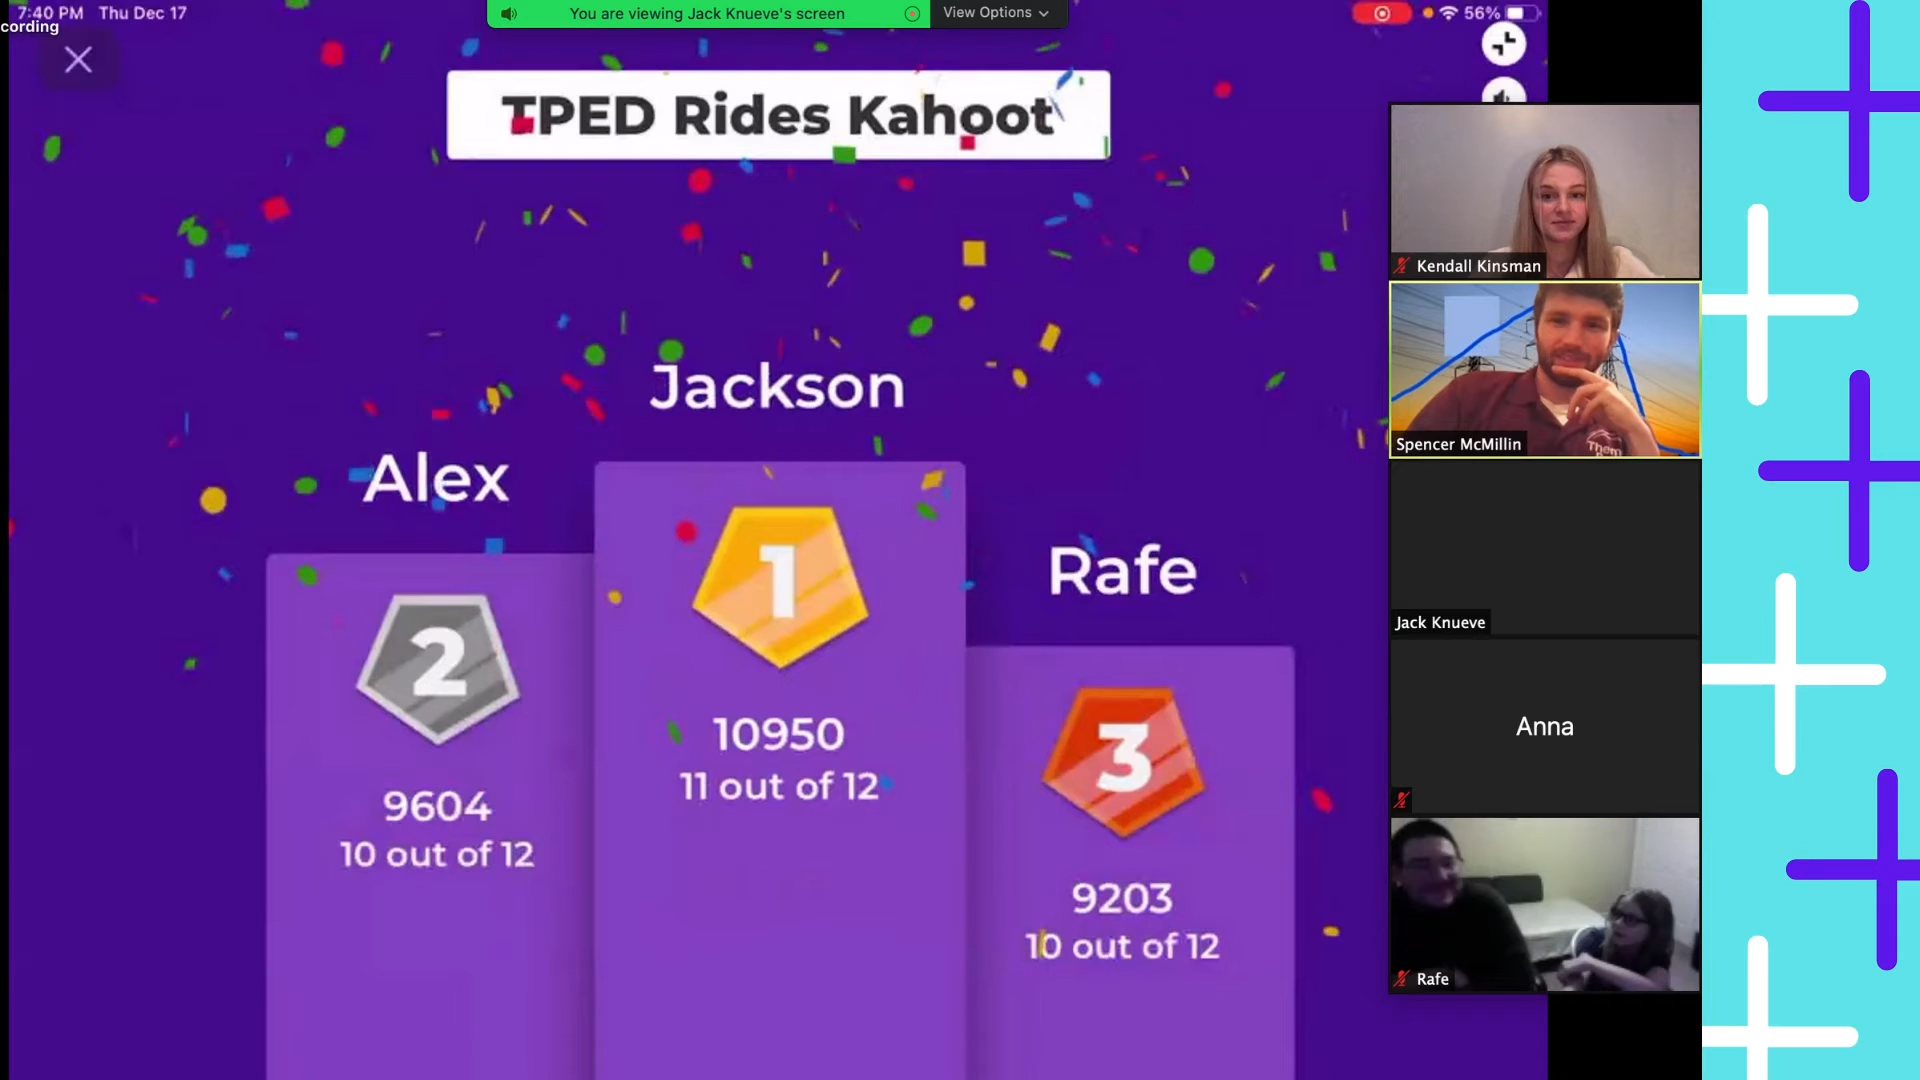 7:40 PM Thu Dec 17
cording
You are viewing Jack Knueve's screen
View Options
56%
TPED Rides Kahoot
Jackson
Alex
Rafe
1
2
3
10950
11 out of 12
9604
10 out of 12
9203
10 out of 12
Kendall Kinsman
Spencer McMillin
Them
Jack Knueve
Anna
Rafe